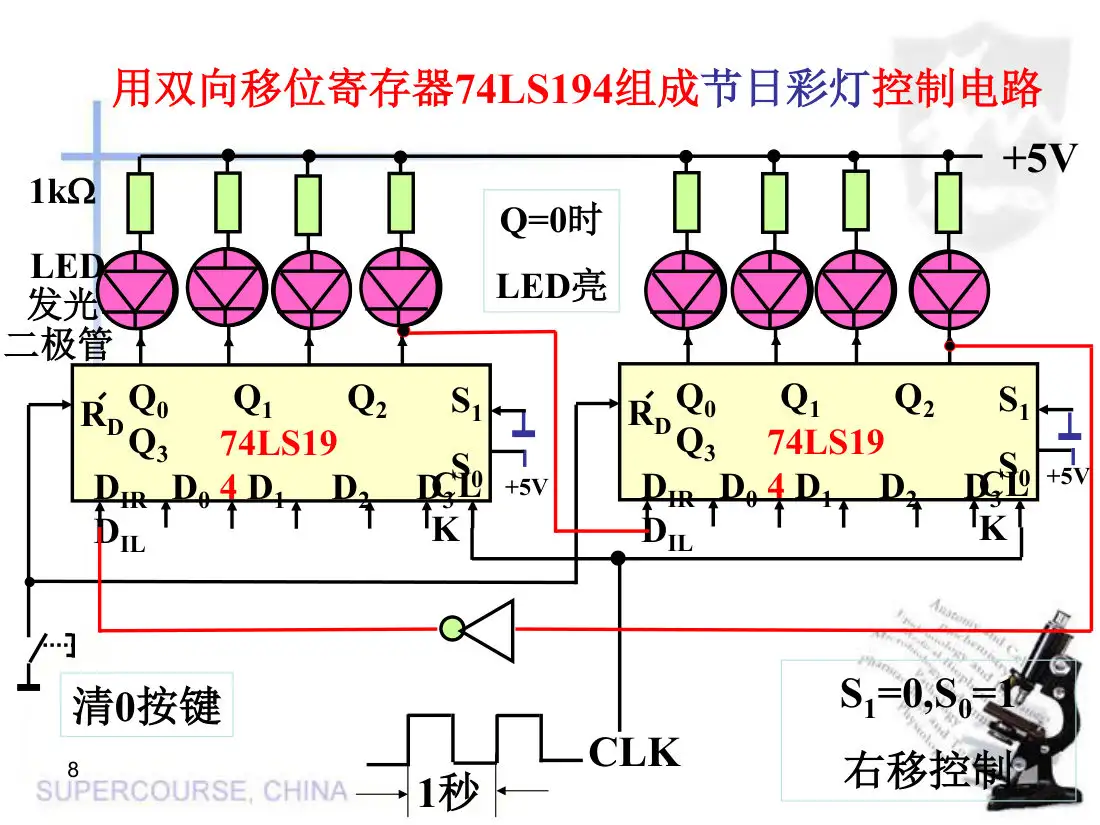 用双向移位寄存器74LS194组成节日彩灯控制电路
+5V
1kΩ
Q=0时
LED亮
LED
发光
二极管
ŔD Q0 Q1 Q2 S1
Q3 74LS19
S0
DIR D0 4 D1 D2 D3 CL
DIL K
+5V
ŔD Q0 Q1 Q2 S1
Q3 74LS19
S0
DIR D0 4 D1 D2 D3 CL
DIL K
+5V
清0按键
S1=0,S0=1
右移控制
CLK
1秒
8
SUPERCOURSE, CHINA